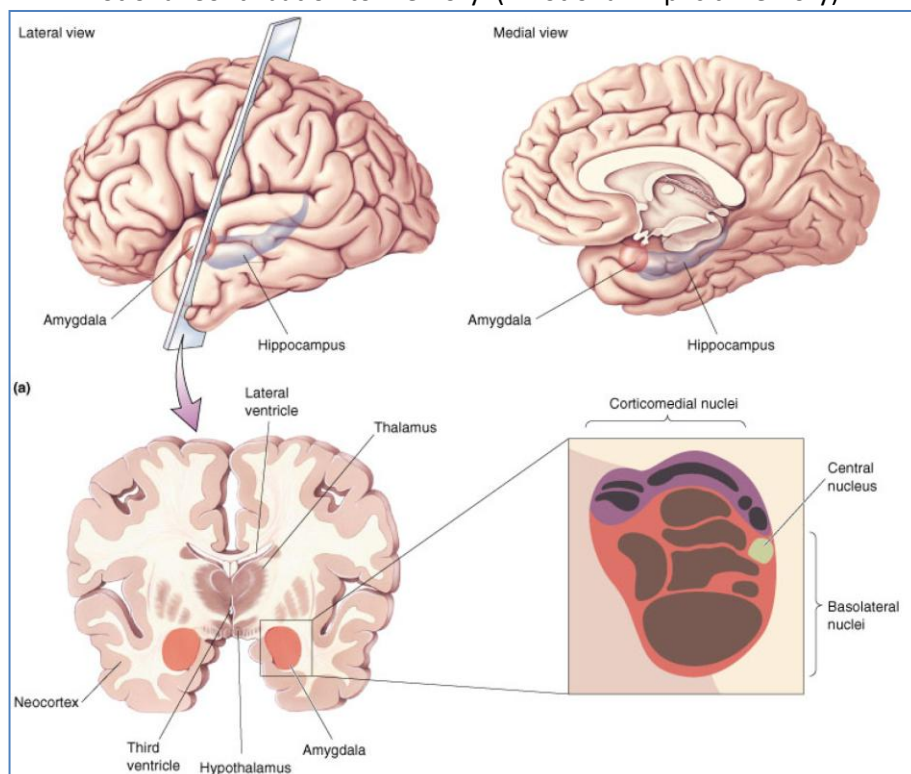 Lateral view
Medial view
Amygdala
Hippocampus
Amygdala
Hippocampus
(a)
Lateral
ventricle
Thalamus
Corticomedial nuclei
Central
nucleus
Basolateral
nuclei
Neocortex
Third
ventricle
Hypothalamus
Amygdala